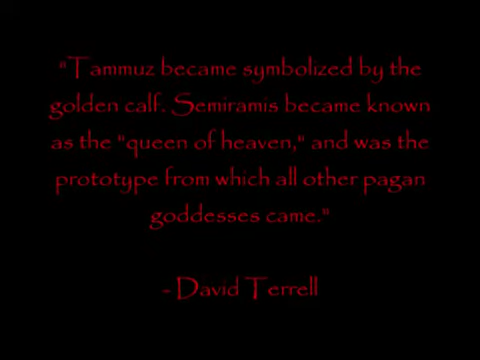 "Tammuz became symbolized by the
golden calf. Semiramis became known
as the "queen of heaven," and was the
prototype from which all other pagan
goddesses came."
- David Terrell